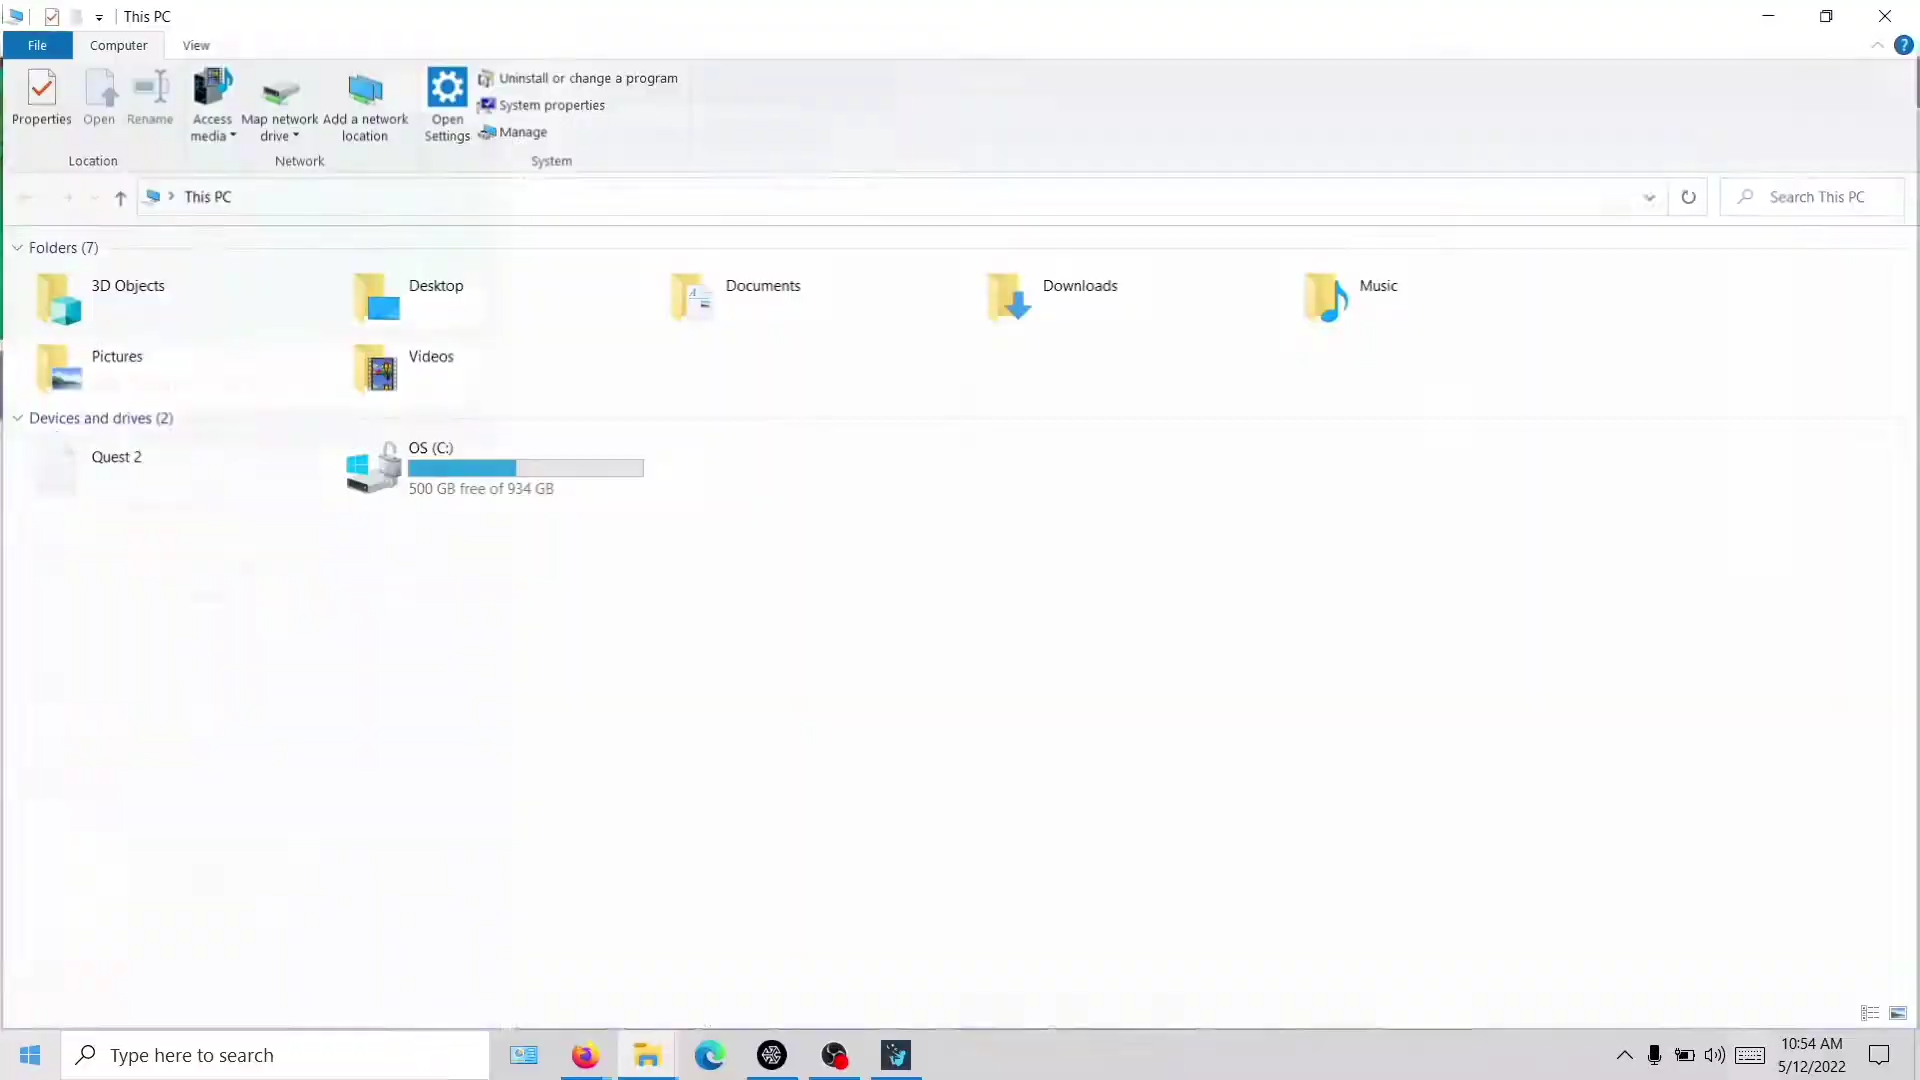 This PC
File Computer View
Properties Open Rename Access media Map network drive Add a network location Open Settings Uninstall or change a program
System properties
Manage
Location Network System
This PC Search This PC
Folders (7)
3D Objects Desktop Documents Downloads Music
Pictures Videos
Devices and drives (2)
Quest 2 OS (C:)
500 GB free of 934 GB
Type here to search 10:54 AM
5/12/2022